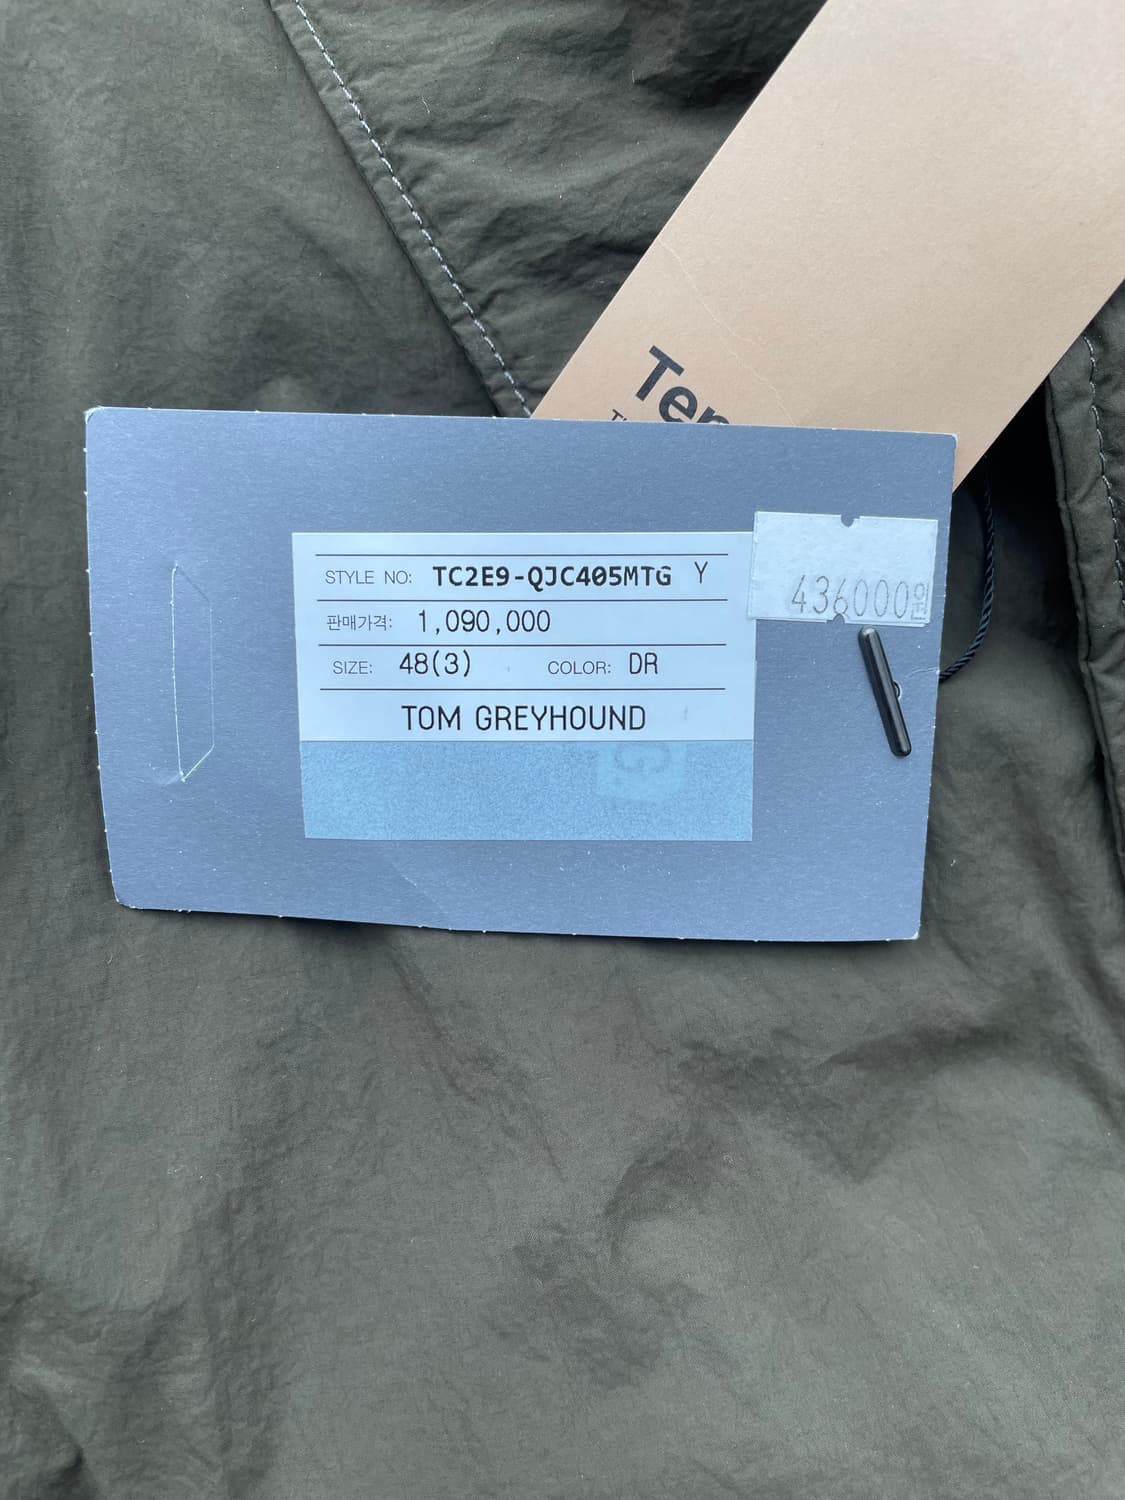 Ten
STYLE NO: TC2E9-QJC405MTG Y
판매가격: 1,090,000
SIZE: 48(3) COLOR: DR
TOM GREYHOUND
436000원